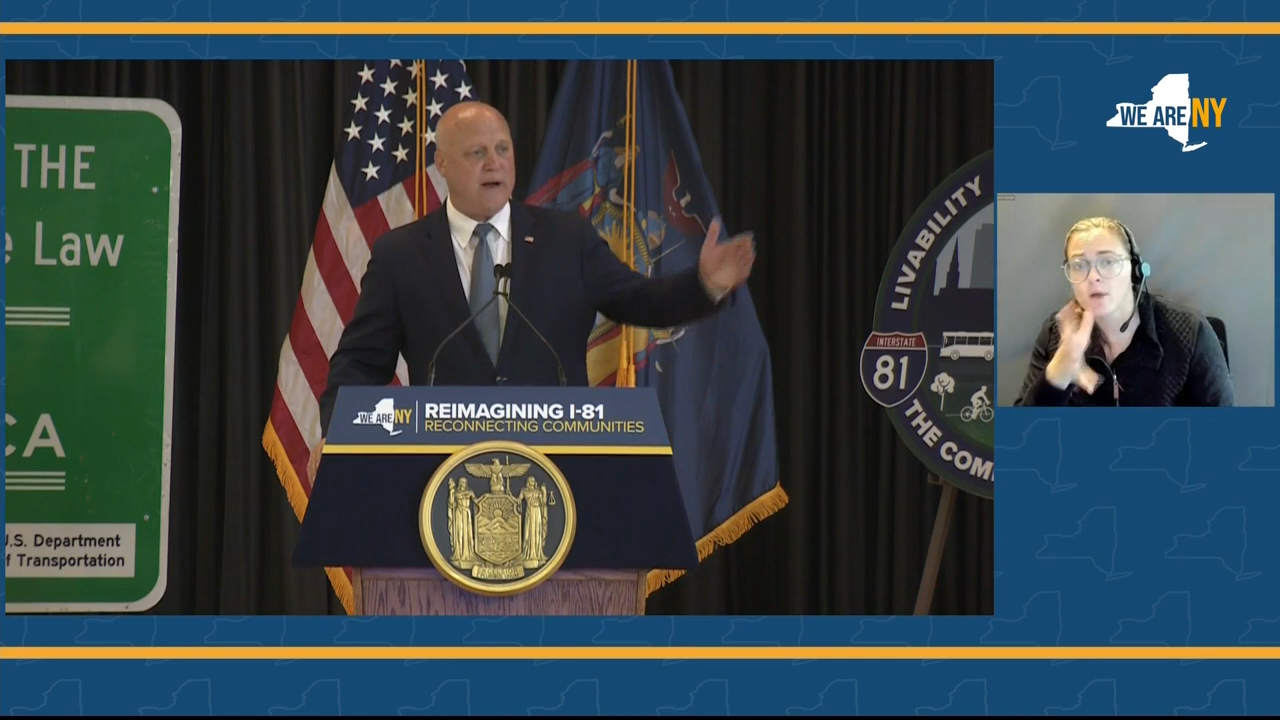 THE
Law
CA
U.S. Department
of Transportation
WE ARE NY
REIMAGINING I-81
RECONNECTING COMMUNITIES
LIVABILITY
INTERSTATE
81
THE COM
WE ARE NY